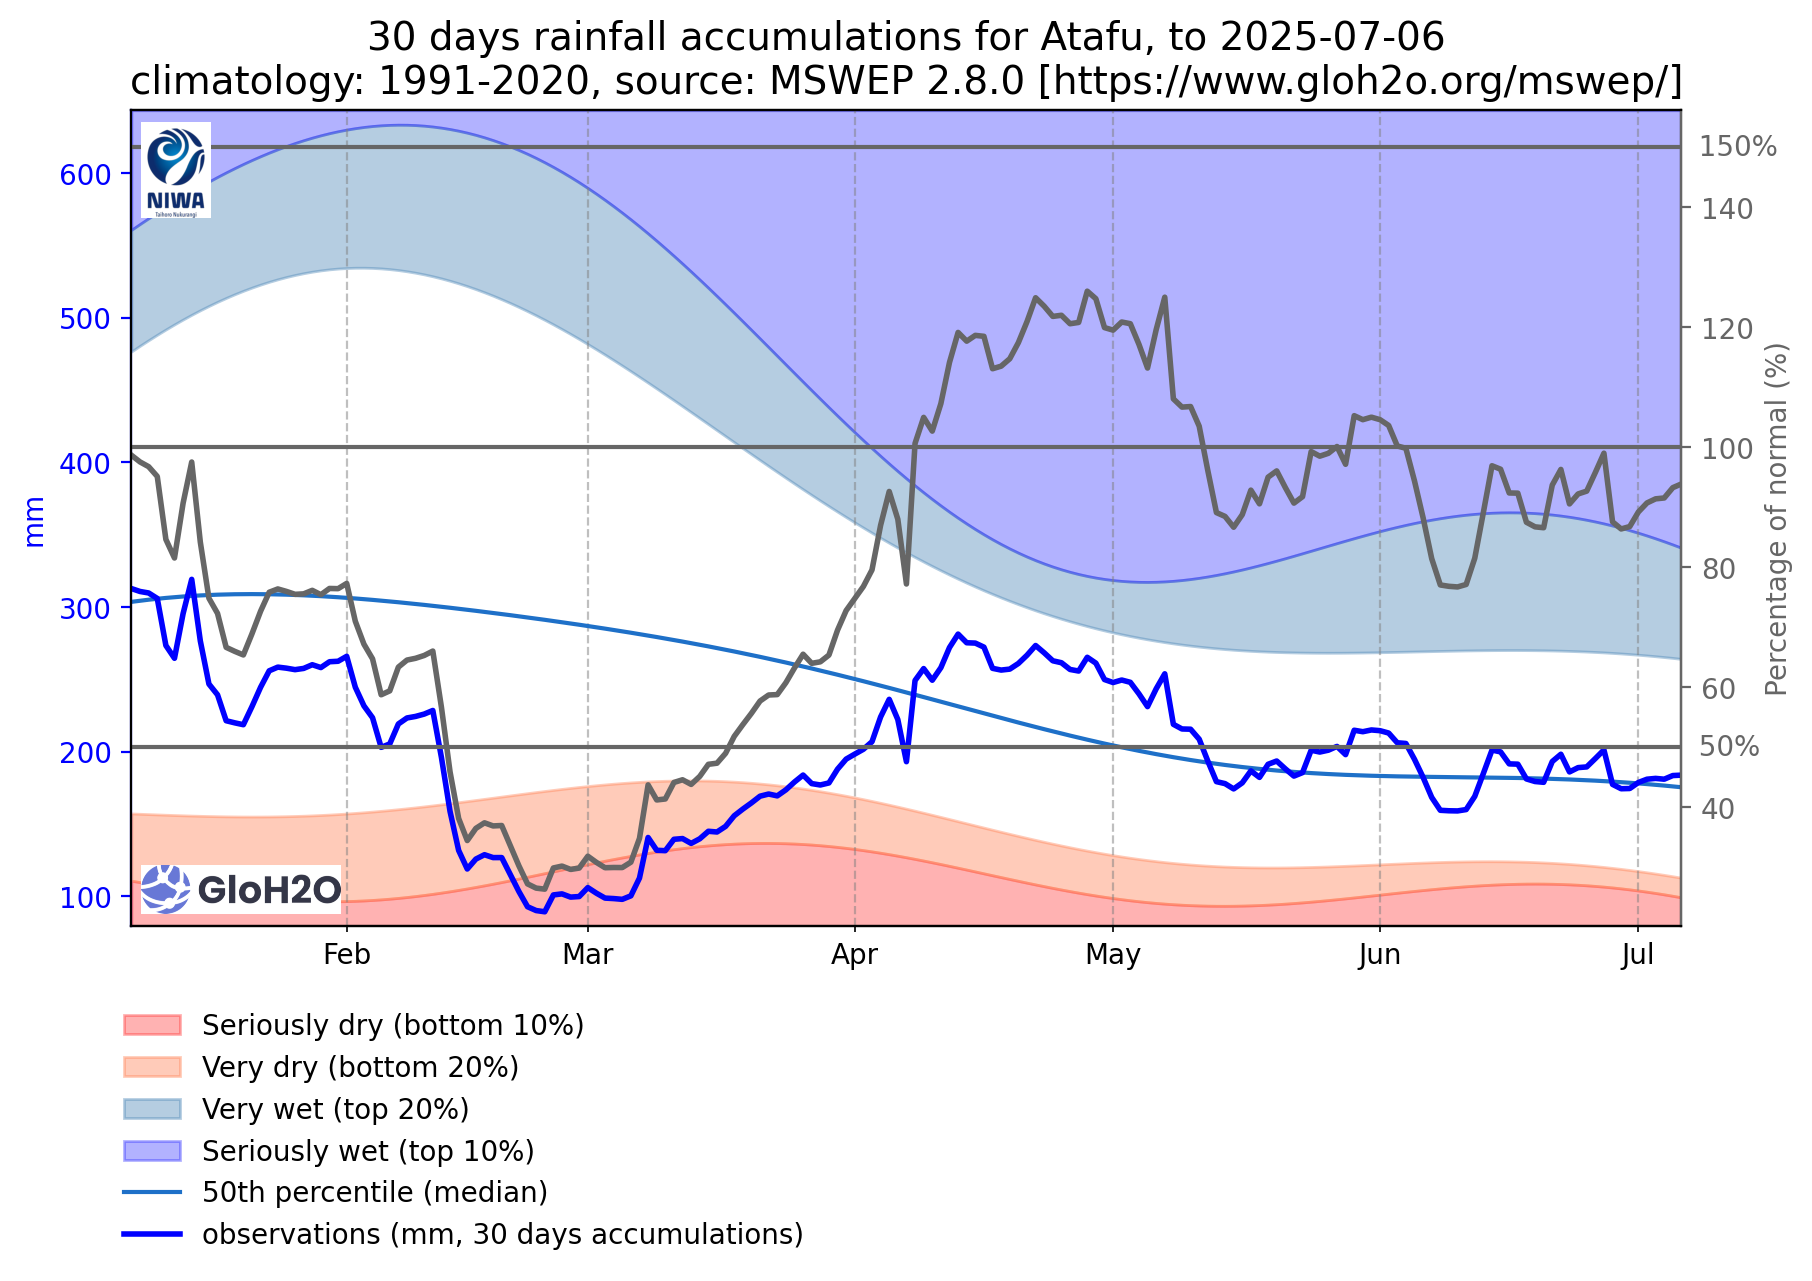 30 days rainfall accumulations for Atafu, to 2025-07-06
climatology: 1991-2020, source: MSWEP 2.8.0 [https://www.gloh2o.org/mswep/]
NIWA
Taihoro Nukurangi
600
500
400
300
200
100
mm
150%
140
120
100
80
60
50%
40
Percentage of normal (%)
GloH2O
Feb
Mar
Apr
May
Jun
Jul
Seriously dry (bottom 10%)
Very dry (bottom 20%)
Very wet (top 20%)
Seriously wet (top 10%)
50th percentile (median)
observations (mm, 30 days accumulations)